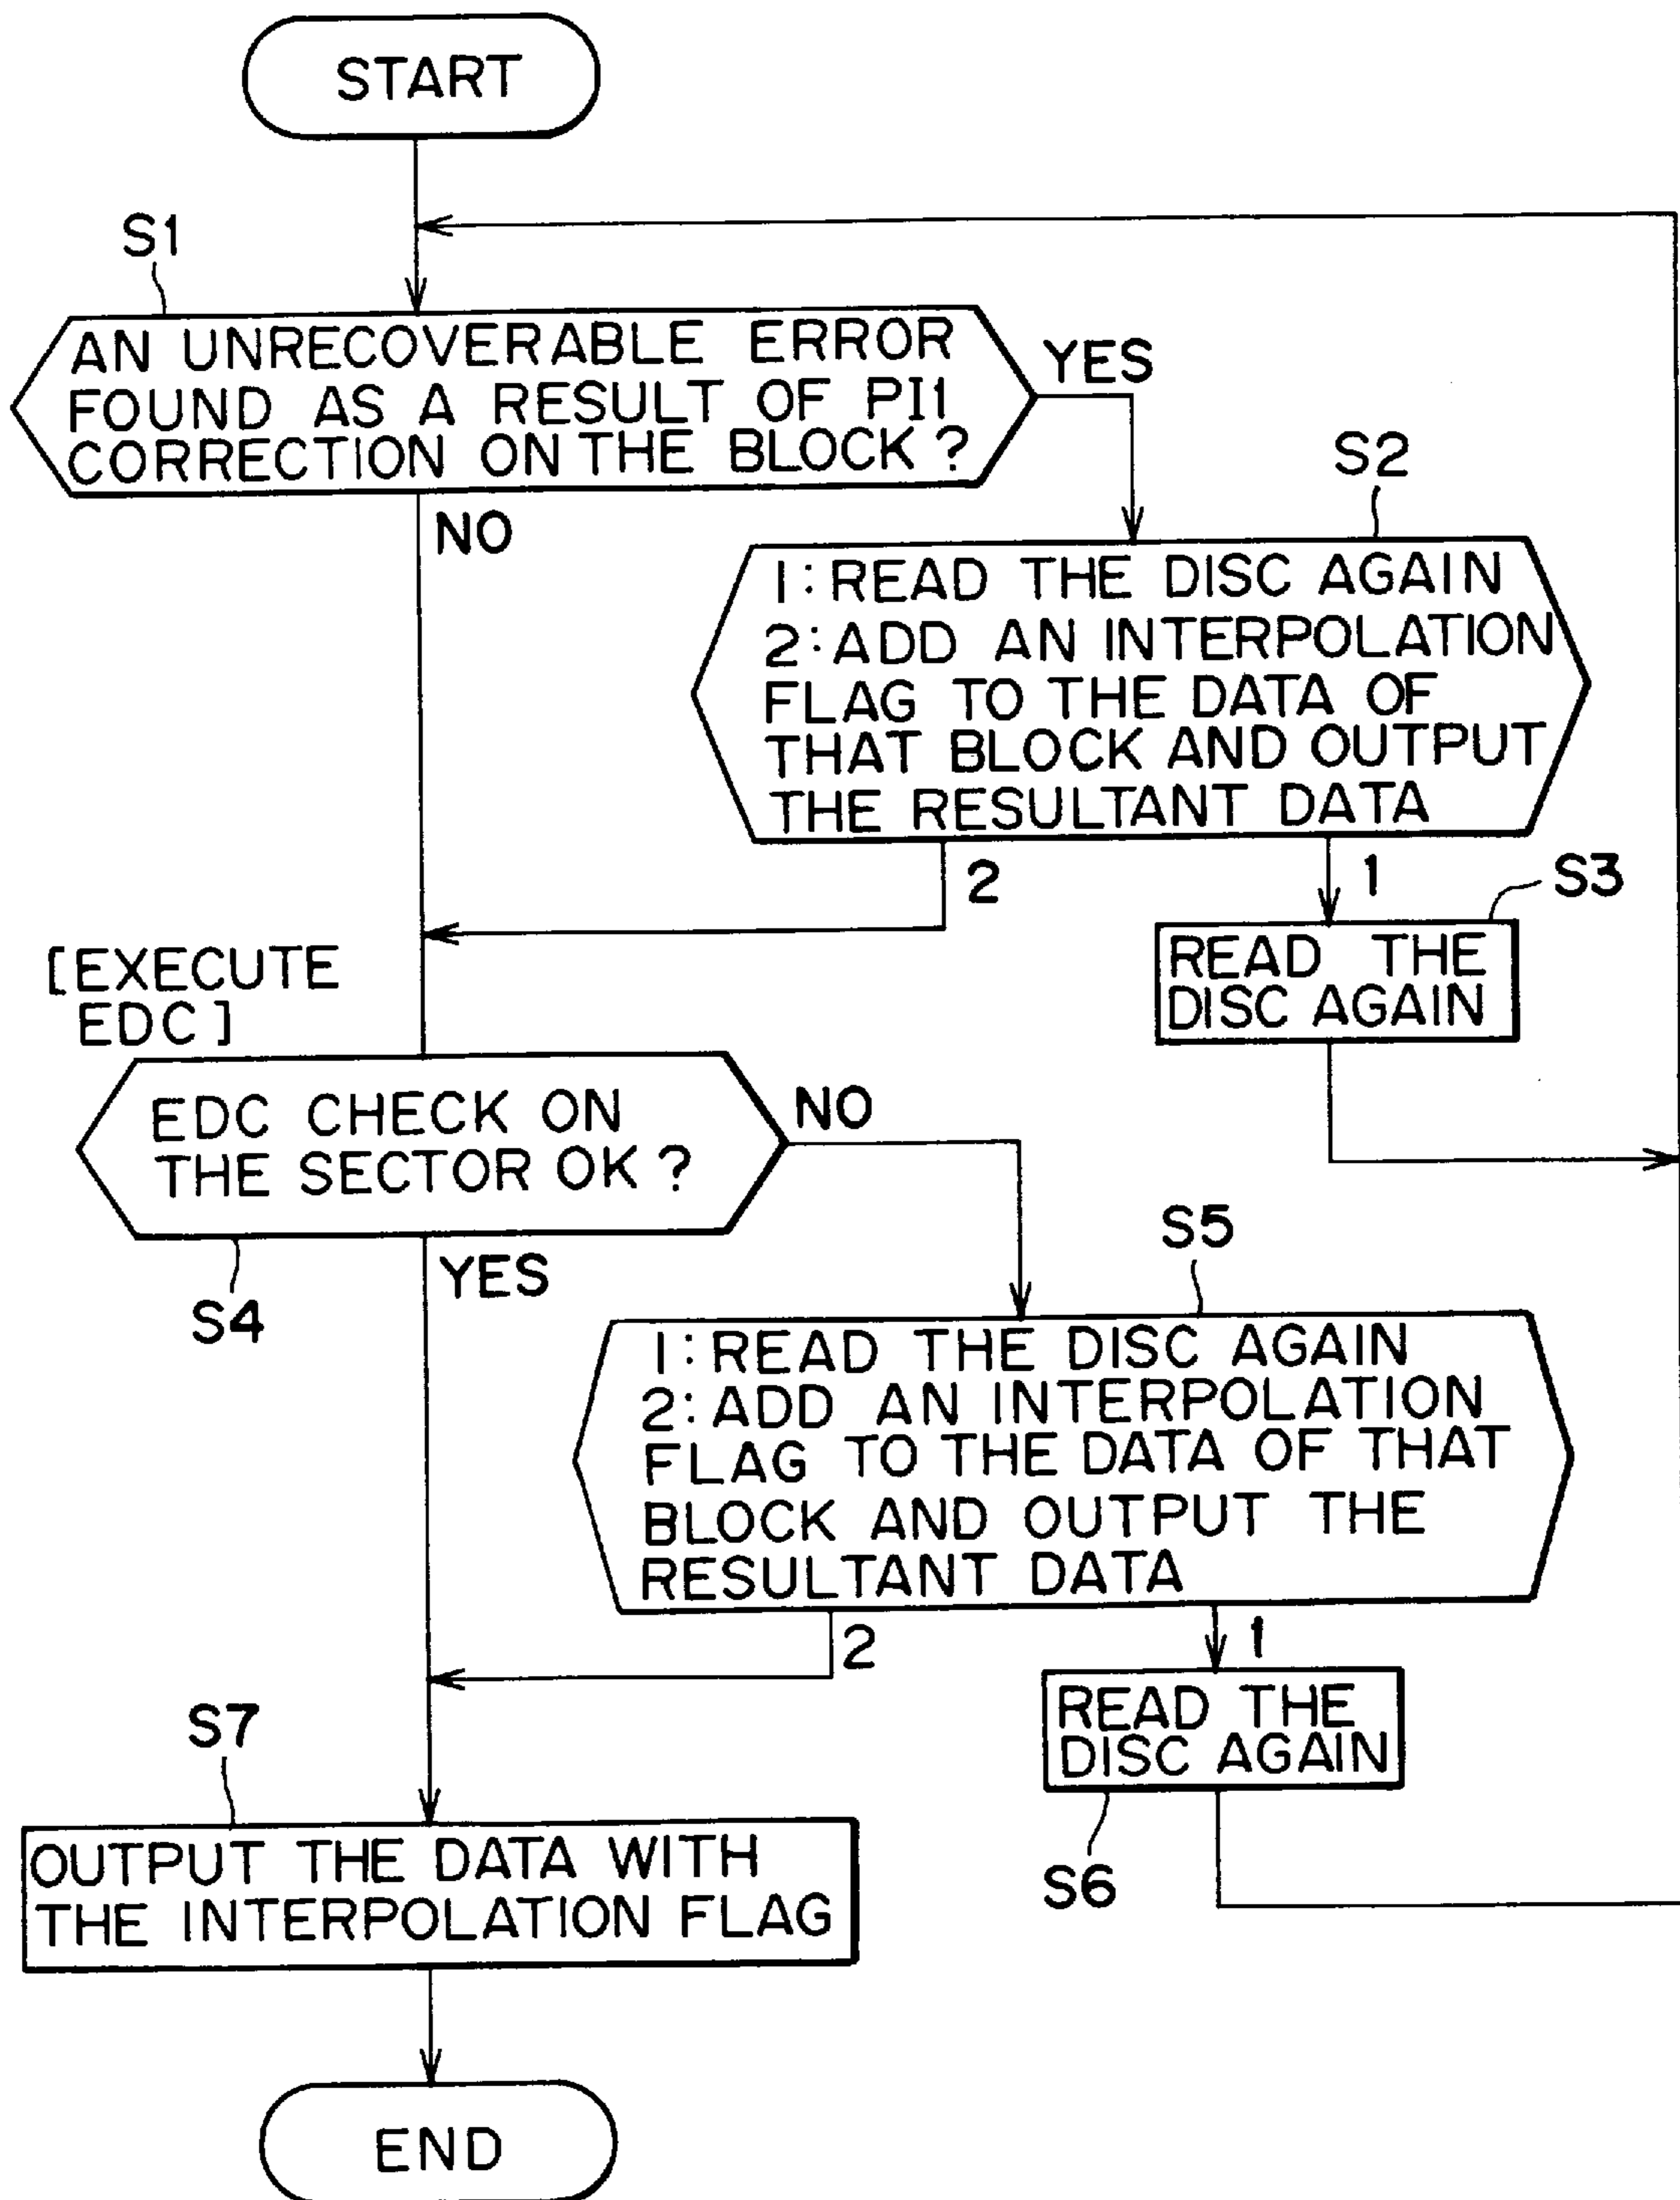 START
S1
AN UNRECOVERABLE ERROR
FOUND AS A RESULT OF PI1
CORRECTION ON THE BLOCK?
YES
NO
S2
1:READ THE DISC AGAIN
2:ADD AN INTERPOLATION
FLAG TO THE DATA OF
THAT BLOCK AND OUTPUT
THE RESULTANT DATA
2
1
S3
READ THE
DISC AGAIN
[EXECUTE
EDC]
EDC CHECK ON
THE SECTOR OK?
NO
YES
S4
S5
1:READ THE DISC AGAIN
2:ADD AN INTERPOLATION
FLAG TO THE DATA OF THAT
BLOCK AND OUTPUT THE
RESULTANT DATA
2
1
READ THE
DISC AGAIN
S6
S7
OUTPUT THE DATA WITH
THE INTERPOLATION FLAG
END